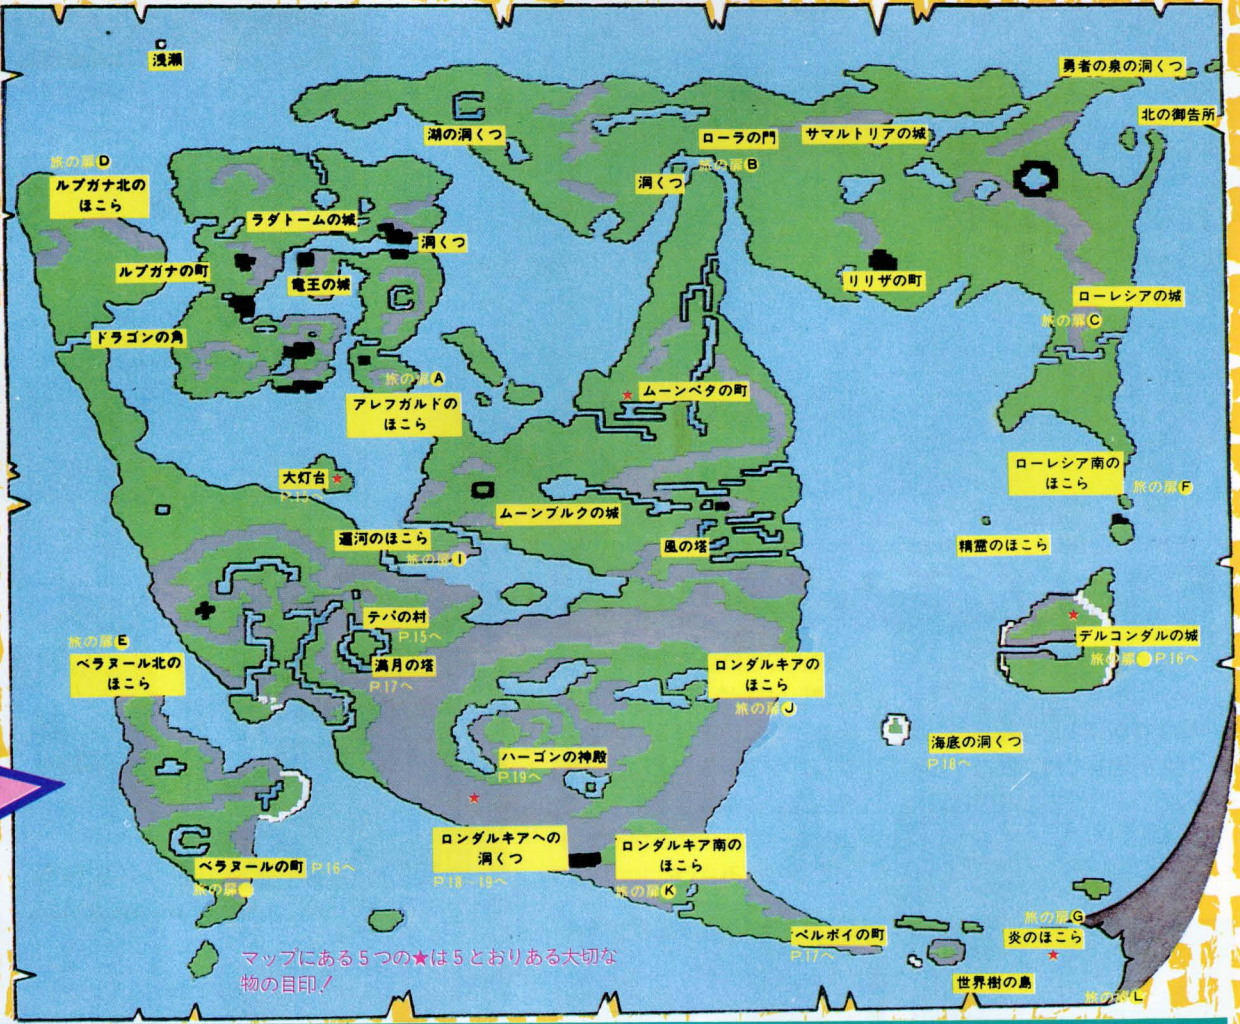 浅瀬
勇者の泉の洞くつ
北の御告所
湖の洞くつ
ローラの門
サマルトリアの城
旅の扉B
洞くつ
旅の扉D
ルプガナ北の
ほこら
ラダトームの城
洞くつ
ルプガナの町
竜王の城
リリザの町
ローレシアの城
旅の扉C
ドラゴンの角
旅の扉A
アレフガルドの
ほこら
ムーンペタの町
大灯台
ムーンブルクの城
ローレシア南の
ほこら
旅の扉F
運河のほこら
旅の扉I
風の塔
精霊のほこら
テパの村
P.15へ
満月の塔
P.17へ
旅の扉E
ベラヌール北の
ほこら
ロンダルキアの
ほこら
旅の扉J
デルコンダルの城
旅の扉 P.16へ
海底の洞くつ
P.18へ
ハーゴンの神殿
P.19へ
ロンダルキアへの
洞くつ
P.18~19へ
ロンダルキア南の
ほこら
旅の扉K
ベラヌールの町 P.16へ
旅の扉
ベルポイの町
P.17へ
旅の扉G
炎のほこら
世界樹の島
旅の扉L
マップにある5つの★は5とおりある大切な
物の目印!